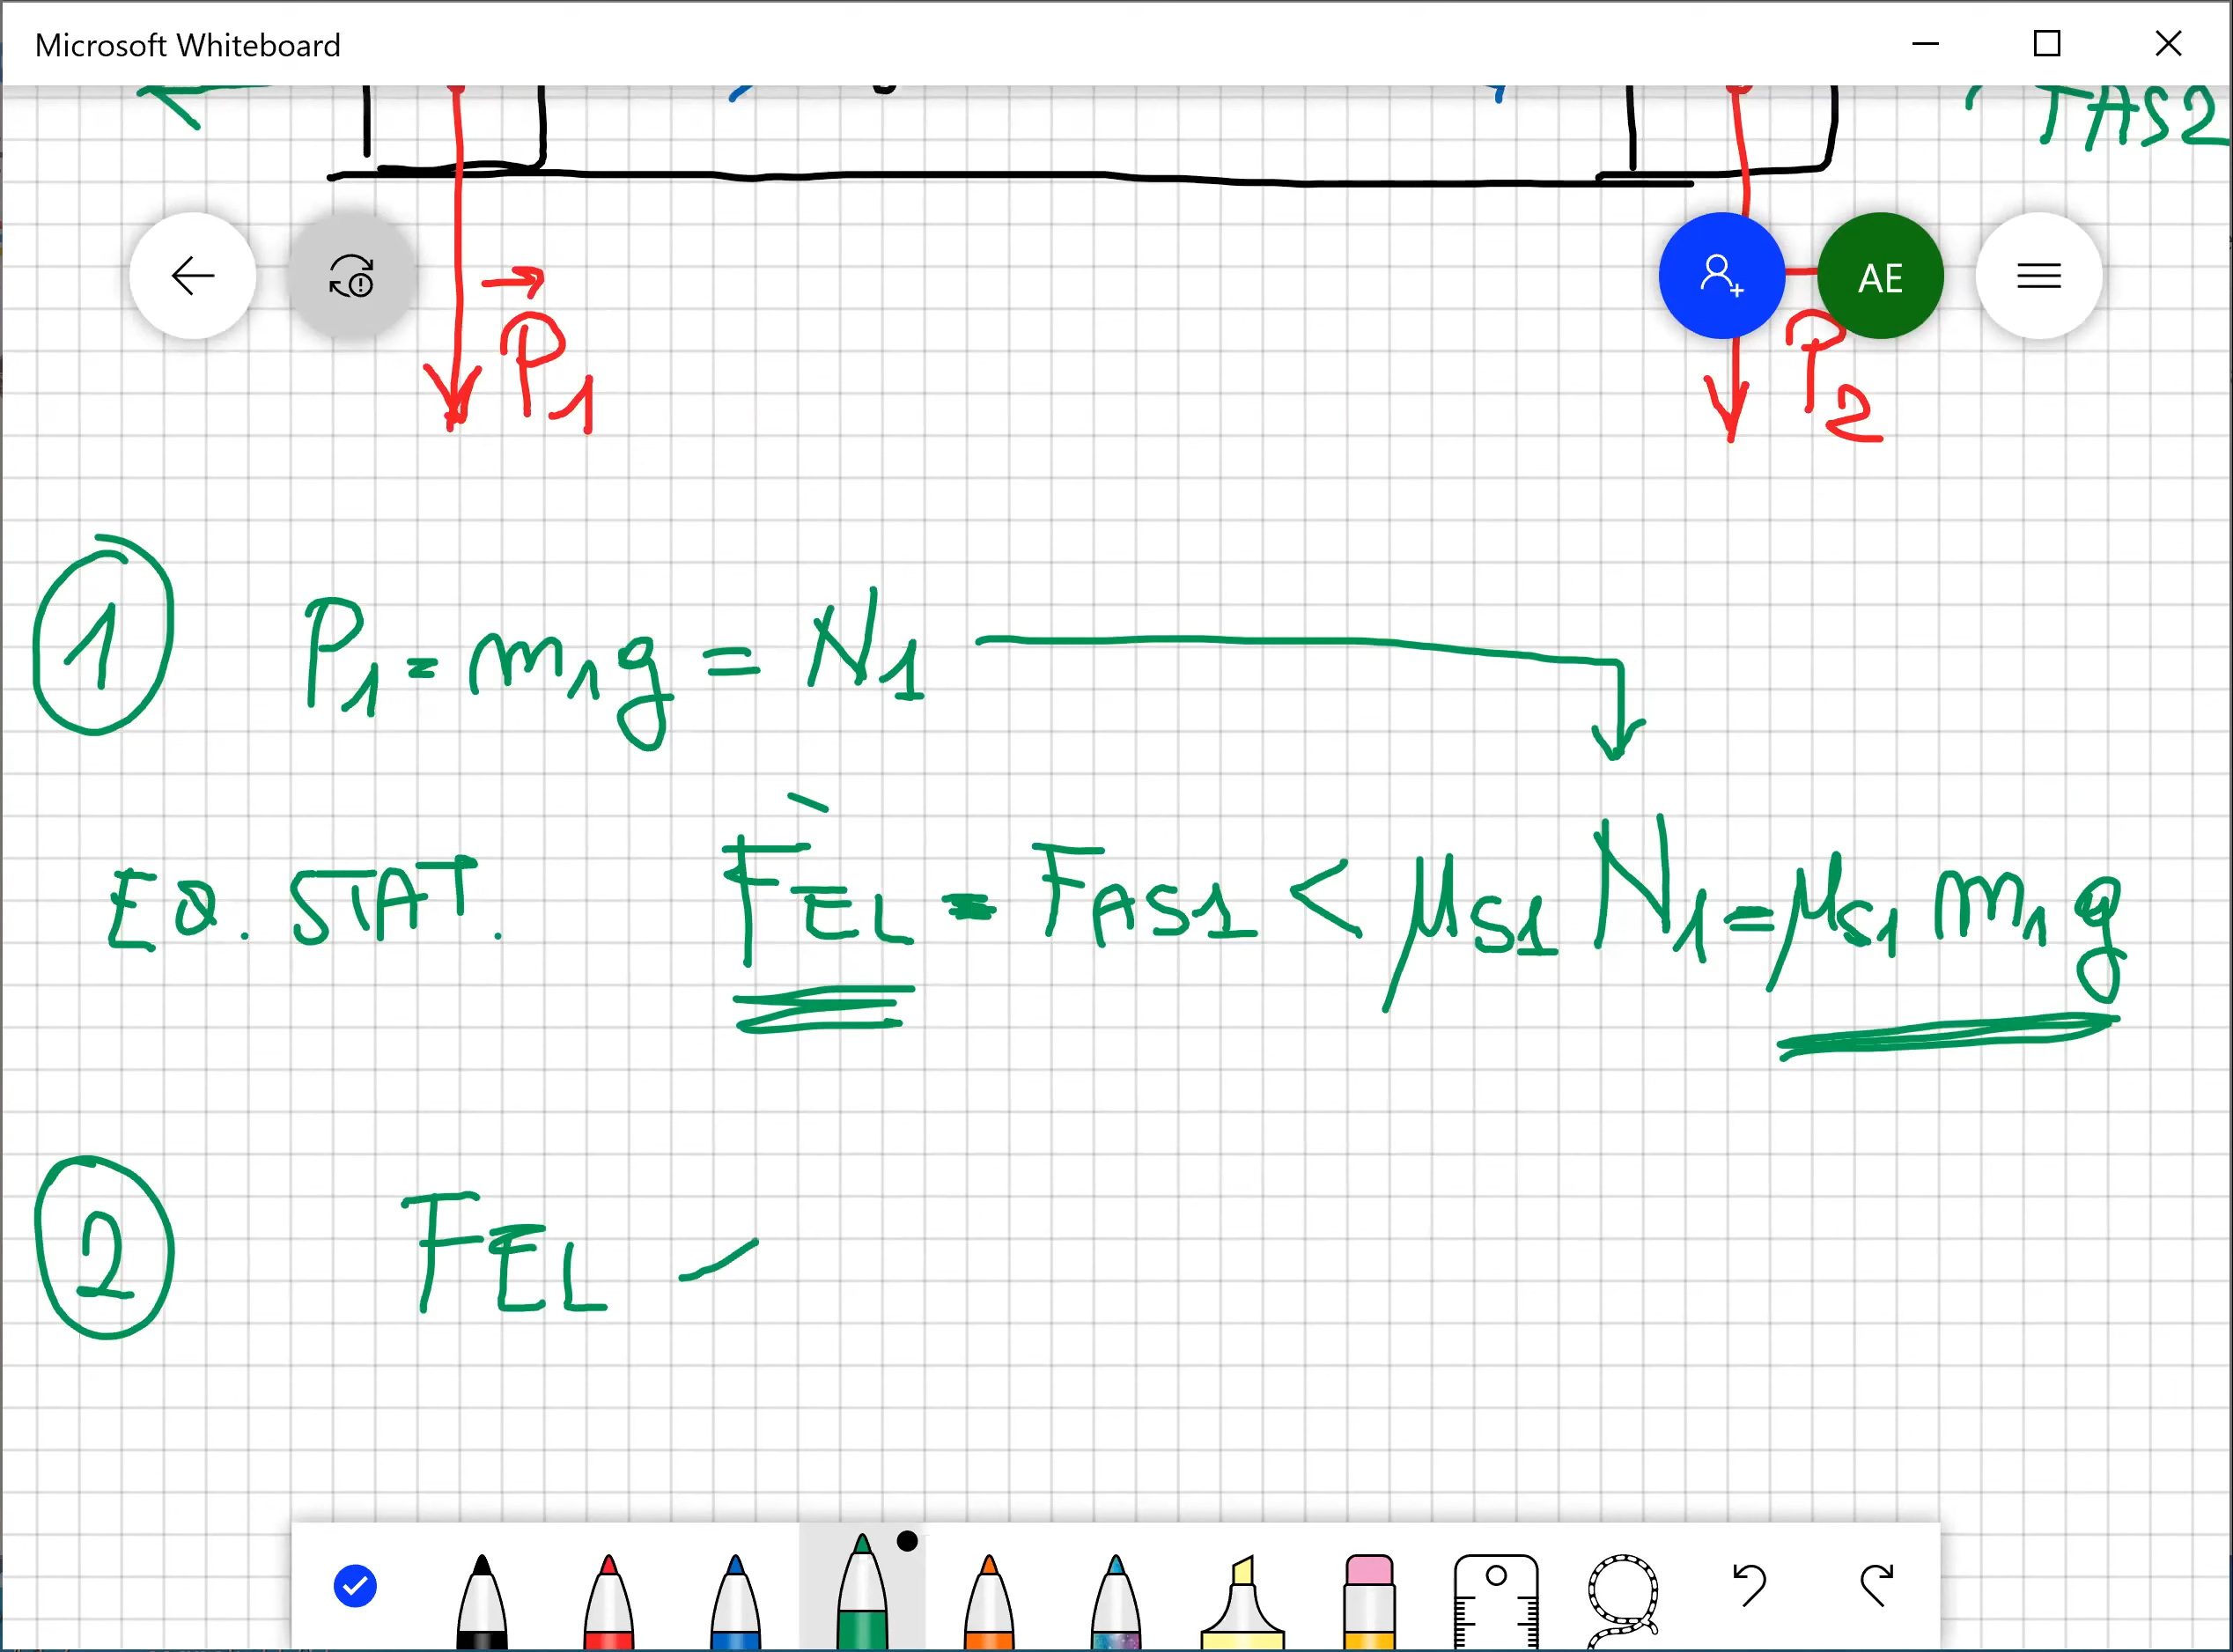 Microsoft Whiteboard
FAS2
AE
P1
P2
1 P1 = m1g = N1
EQ. STAT. FEL = FAS1 < μS1 N1 = μS1 m1g
2 FEL